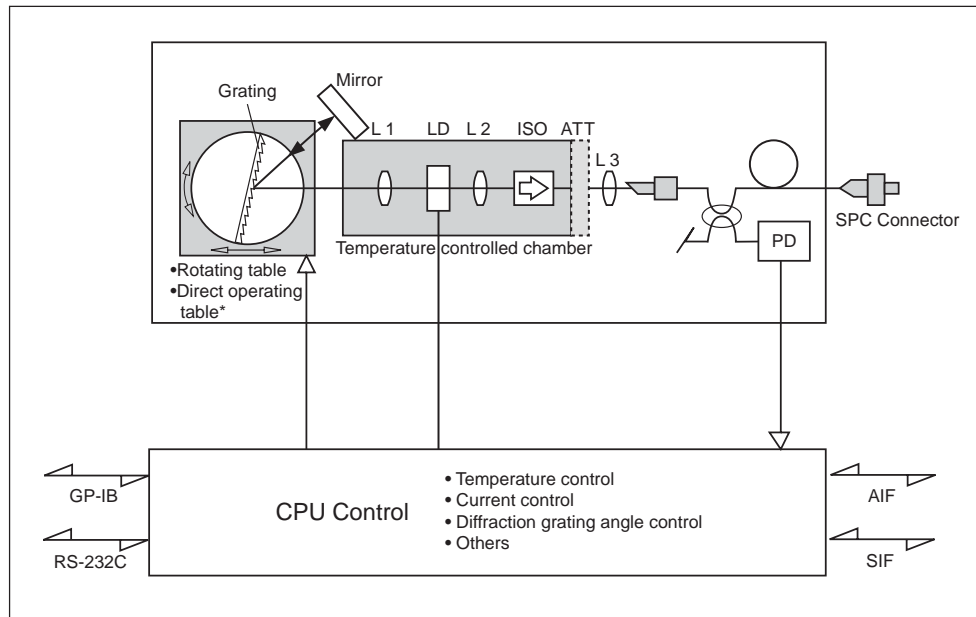 Mirror
Grating
L 1
LD
L 2
ISO
ATT
L 3
SPC Connector
PD
Temperature controlled chamber
•Rotating table
•Direct operating
table*
CPU Control
• Temperature control
• Current control
• Diffraction grating angle control
• Others
GP-IB
RS-232C
AIF
SIF